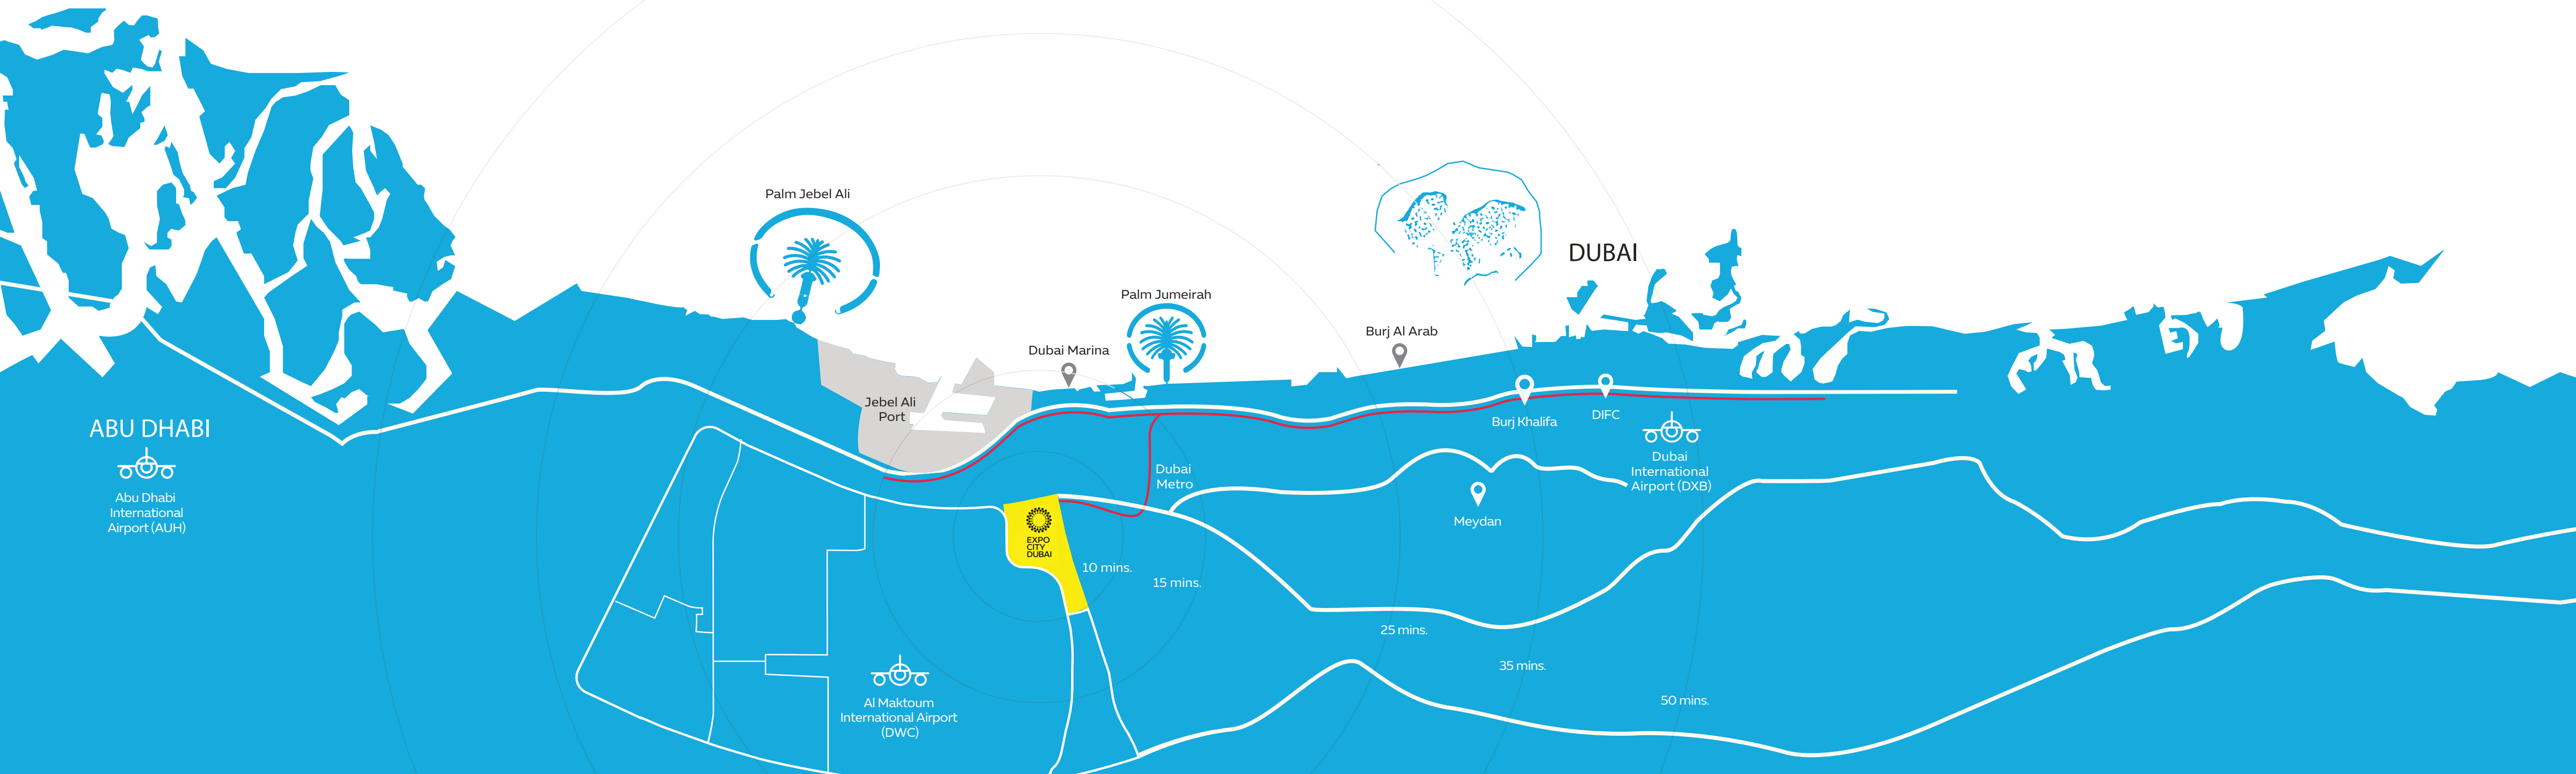 Palm Jebel Ali
DUBAI
Palm Jumeirah
Burj Al Arab
Dubai Marina
Jebel Ali
Port
ABU DHABI
Abu Dhabi
International
Airport (AUH)
Burj Khalifa
DIFC
Dubai
International
Airport (DXB)
Dubai
Metro
Meydan
EXPO
CITY
DUBAI
10 mins.
15 mins.
25 mins.
35 mins.
50 mins.
Al Maktoum
International Airport
(DWC)